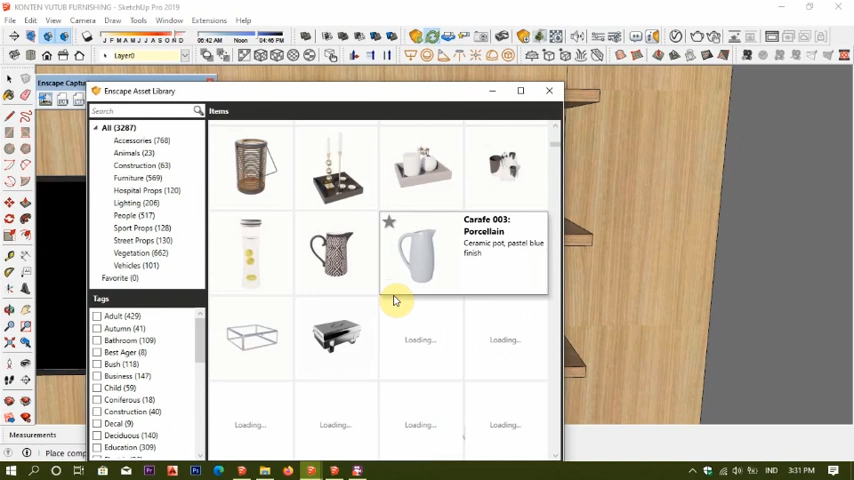 KONTEN YUTUB FURNISHING* - SketchUp Pro 2019
File Edit View Camera Draw Tools Window Extensions Help
J F M A M J J A S O N D
06:42 AM Noon 04:46 PM
Layer0
Enscape Captu
Enscape Asset Library
Search
Items
All (3287)
Accessories (768)
Animals (23)
Construction (63)
Furniture (569)
Hospital Props (120)
Lighting (206)
People (517)
Sport Props (128)
Street Props (130)
Vegetation (662)
Vehicles (101)
Favorite (0)
Carafe 003:
Porcellain
Ceramic pot, pastel blue
finish
Tags
Adult (429)
Autumn (41)
Bathroom (109)
Best Ager (8)
Bush (118)
Business (147)
Child (59)
Coniferous (18)
Construction (40)
Decal (9)
Deciduous (140)
Education (309)
Loading... Loading...
Loading... Loading... Loading... Loading...
Measurements
Place comp
IND 3:31 PM